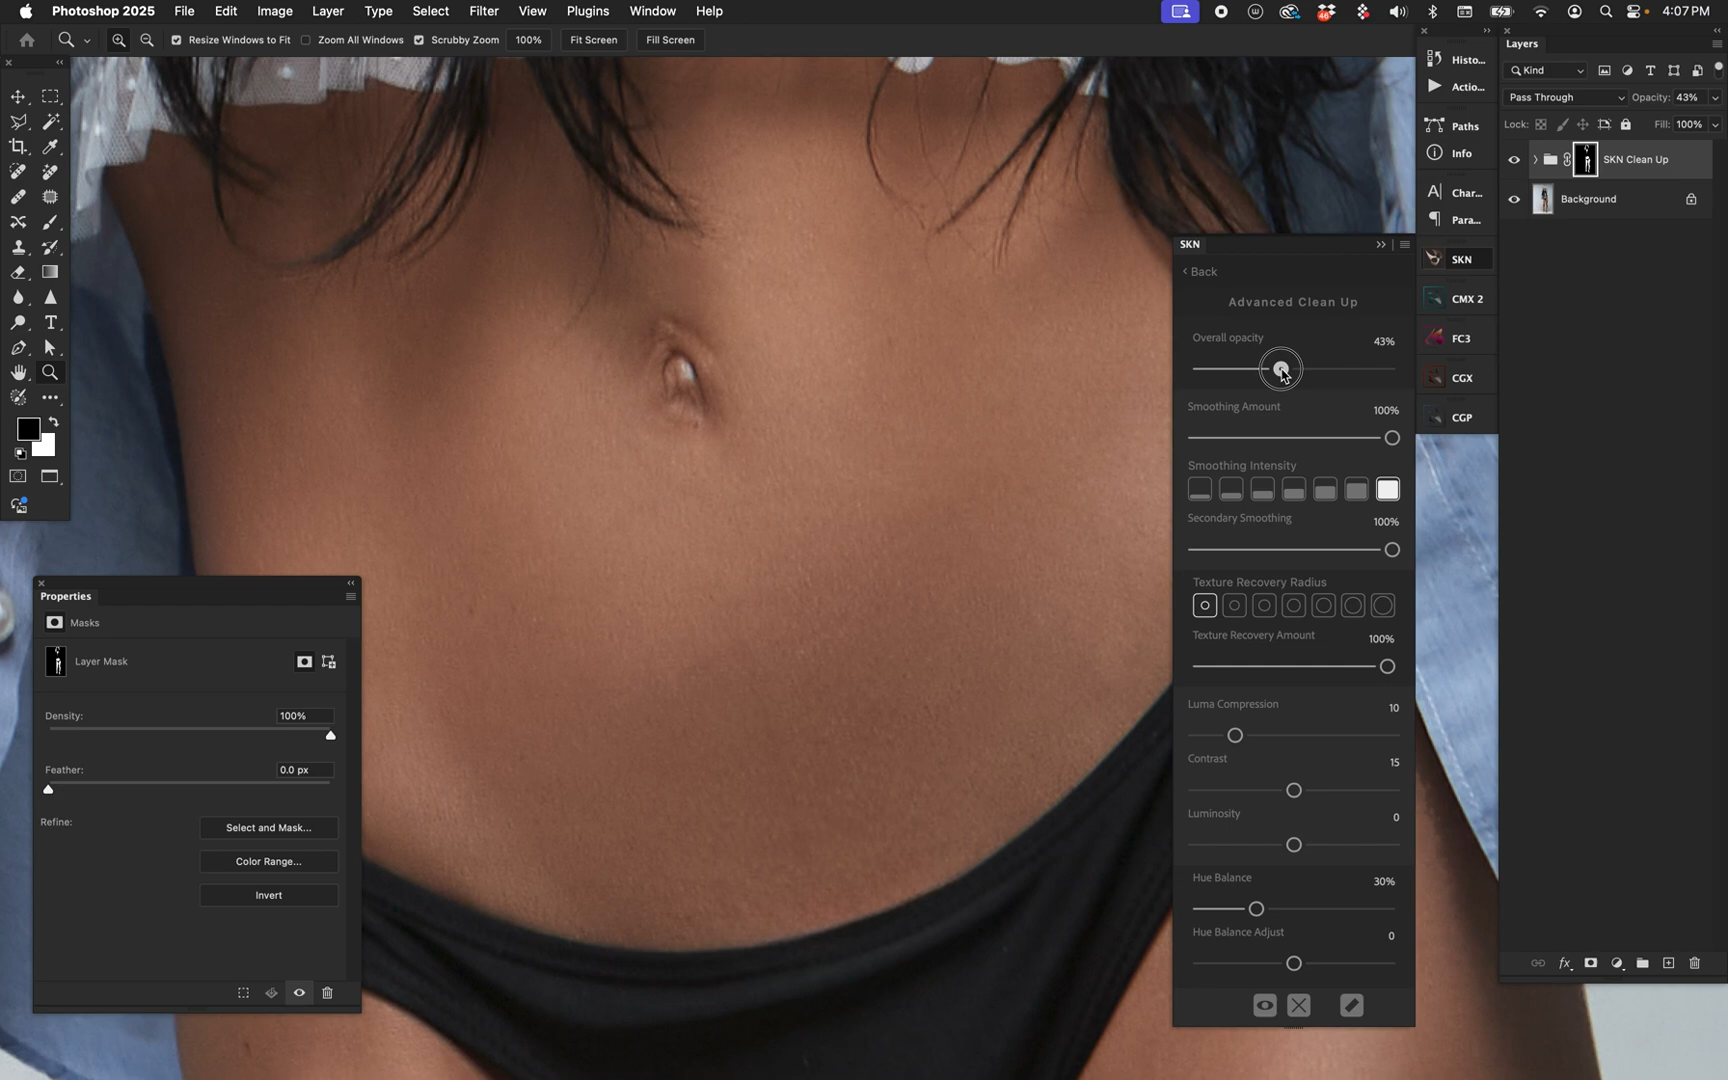 Photoshop 2025 File Edit Image Layer Type Select Filter View Plugins Window Help 46 4:07 PM
Resize Windows to Fit Zoom All Windows Scrubby Zoom 100% Fit Screen Fill Screen
Histo...
Actio...
Paths
Info
Char...
Para...
SKN
CMX 2
FC3
CGX
CGP
Layers
Kind
Pass Through Opacity: 43%
Lock: Fill: 100%
SKN Clean Up
Background
SKN
Back
Advanced Clean Up
Overall opacity 43%
Smoothing Amount 100%
Smoothing Intensity
Secondary Smoothing 100%
Texture Recovery Radius
Texture Recovery Amount 100%
Luma Compression 10
Contrast 15
Luminosity 0
Hue Balance 30%
Hue Balance Adjust 0
Properties
Masks
Layer Mask
Density: 100%
Feather: 0.0 px
Refine: Select and Mask...
Color Range...
Invert
fx